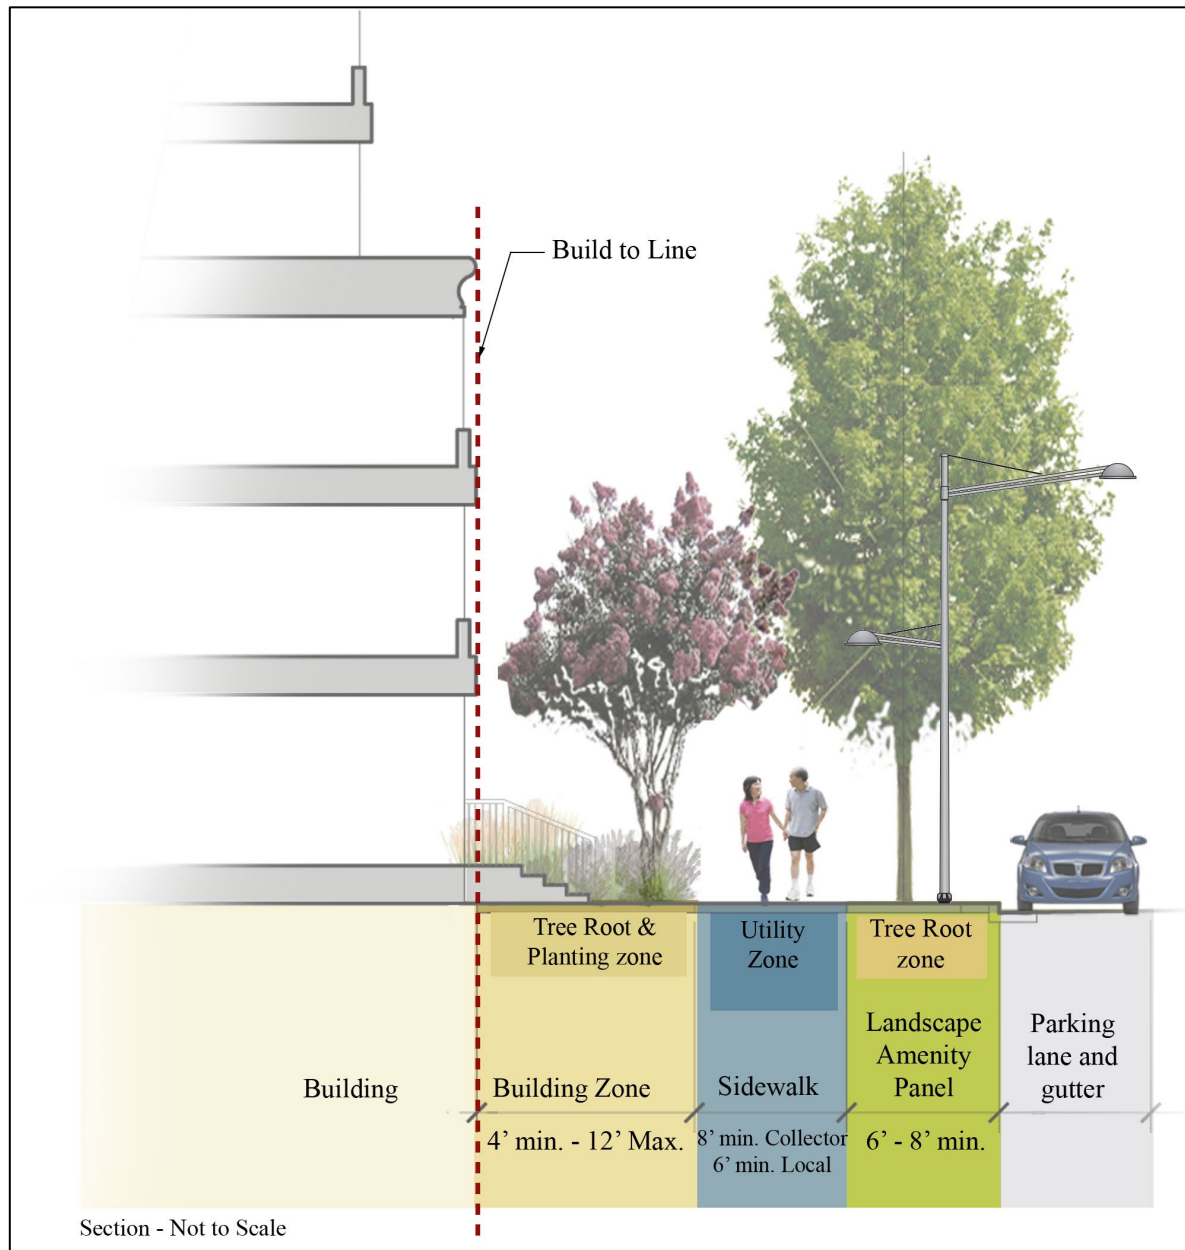 Build to Line
Tree Root &
Planting zone
Utility
Zone
Tree Root
zone
Building
Building Zone
4’ min. - 12’ Max.
Sidewalk
8’ min. Collector
6’ min. Local
Landscape
Amenity
Panel
6’ - 8’ min.
Parking
lane and
gutter
Section - Not to Scale